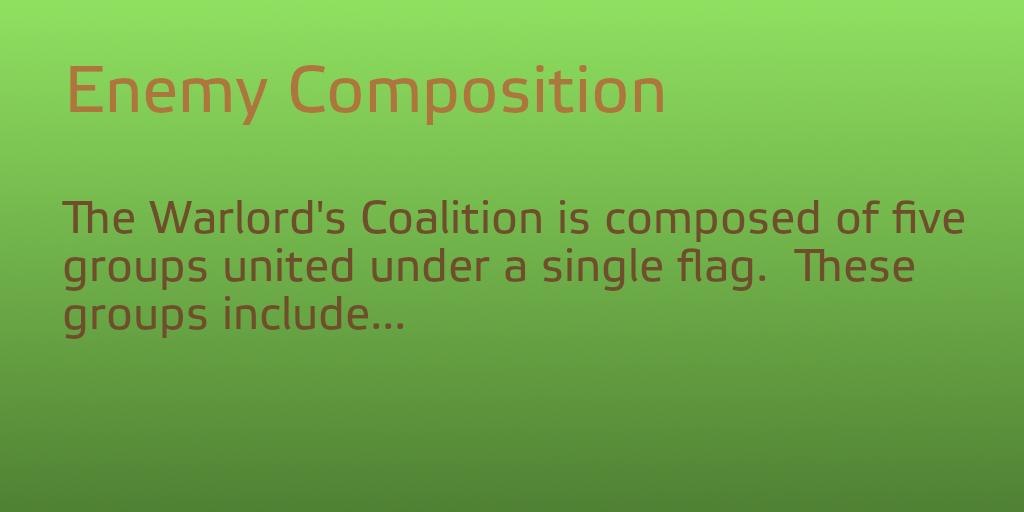 Enemy Composition
The Warlord's Coalition is composed of five
groups united under a single flag.  These
groups include...